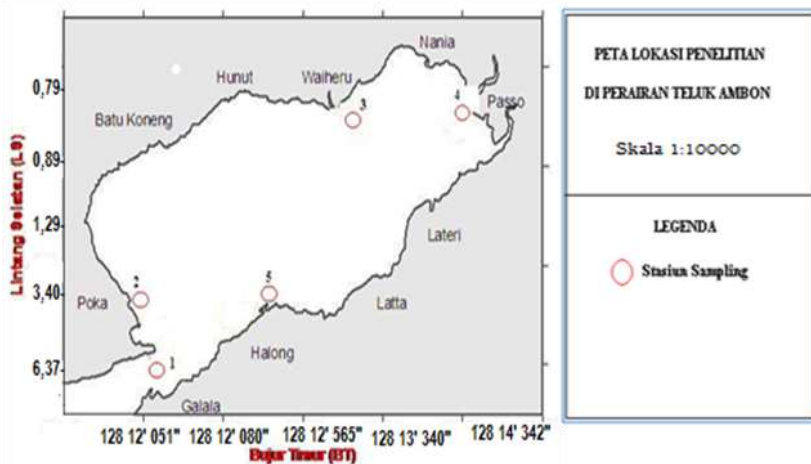 Nania
0,79
Hunut
Waiheru
3
4
Passo
Batu Koneng
0,89
1,29
Lateri
2
5
3,40
Poka
Latta
Halong
6,37
1
Galala
Lintang Selatan (LS)
128 12' 051"
128 12' 080"
128 12' 565"
128 13' 340"
128 14' 342"
Bujur Timur (BT)
PETA LOKASI PENELITIAN
DI PERAIRAN TELUK AMBON
Skala 1:10000
LEGENDA
Stasiun Sampling